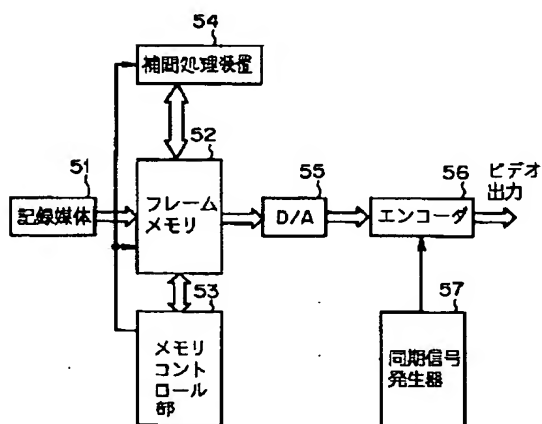 54
補間処理装置
52
51
記録媒体
フレーム
メモリ
55
D/A
56
エンコーダ
ビデオ
出力
53
メモリ
コント
ロール
部
57
同期信号
発生器